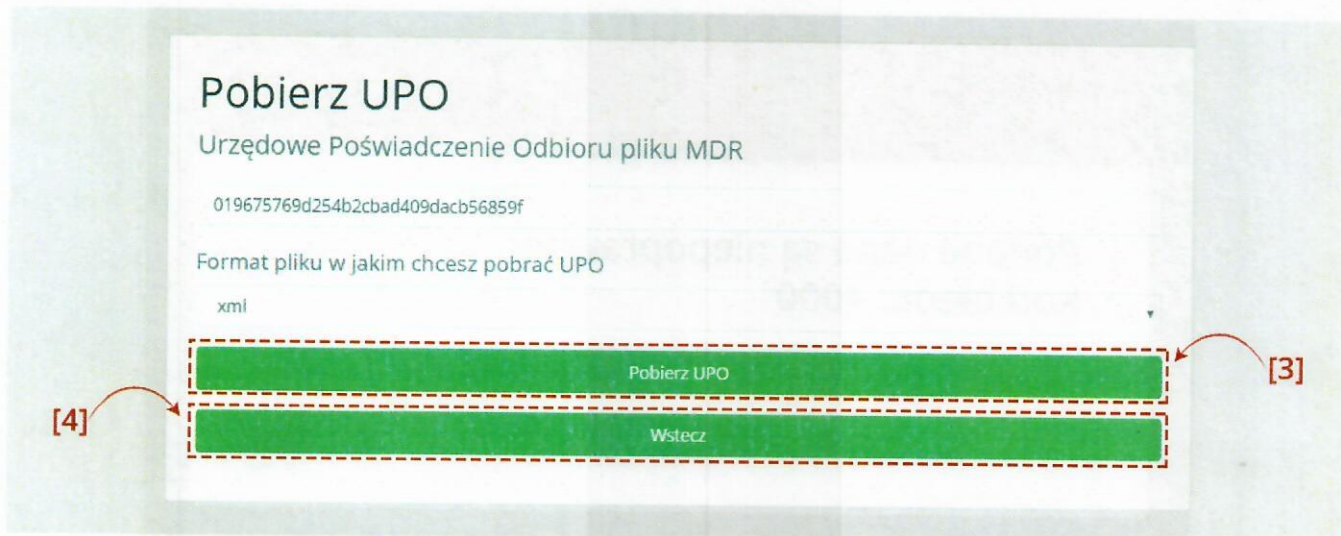 Pobierz UPO
Urzędowe Poświadczenie Odbioru pliku MDR
019675769d254b2cbad409dacb56859f
Format pliku w jakim chcesz pobrać UPO
xml
Pobierz UPO
[3]
[4]
Wstecz